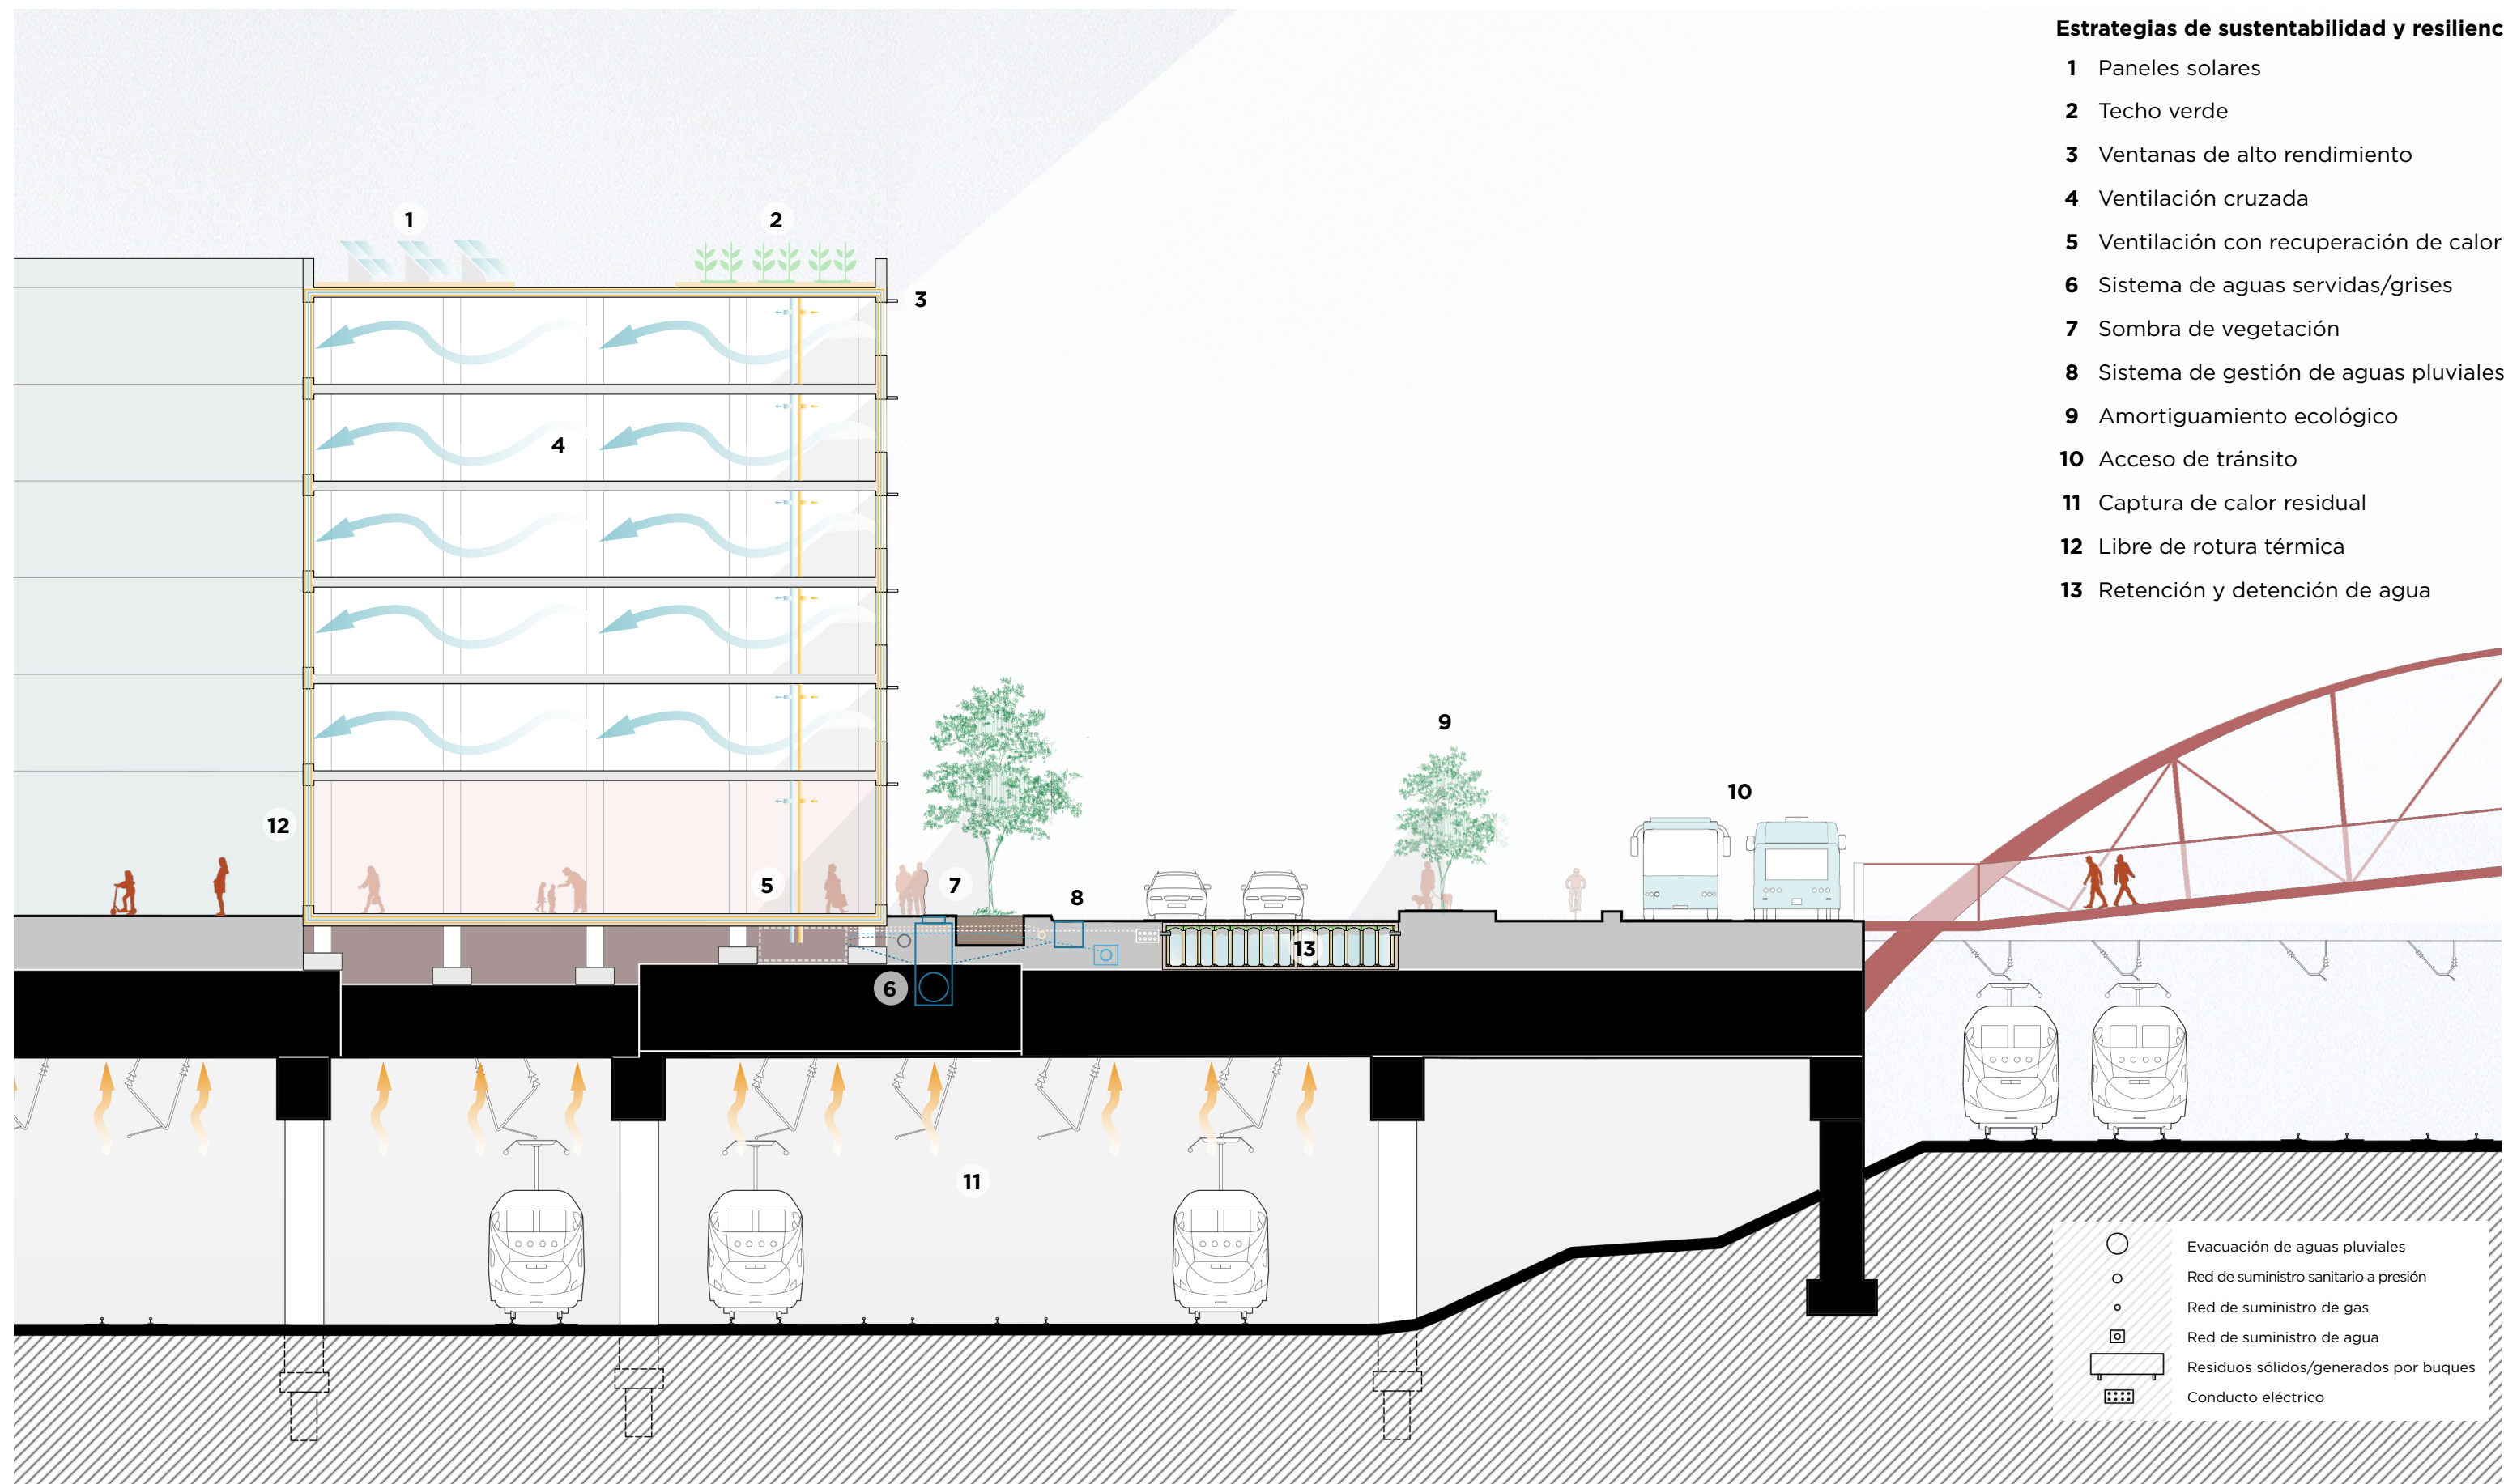 Estrategias de sustentabilidad y resilienc
1 Paneles solares
2 Techo verde
3 Ventanas de alto rendimiento
4 Ventilación cruzada
5 Ventilación con recuperación de calor
6 Sistema de aguas servidas/grises
7 Sombra de vegetación
8 Sistema de gestión de aguas pluviales
9 Amortiguamiento ecológico
10 Acceso de tránsito
11 Captura de calor residual
12 Libre de rotura térmica
13 Retención y detención de agua
1
2
3
4
9
10
12
5
7
8
13
6
11
Evacuación de aguas pluviales
Red de suministro sanitario a presión
Red de suministro de gas
Red de suministro de agua
Residuos sólidos/generados por buques
Conducto eléctrico